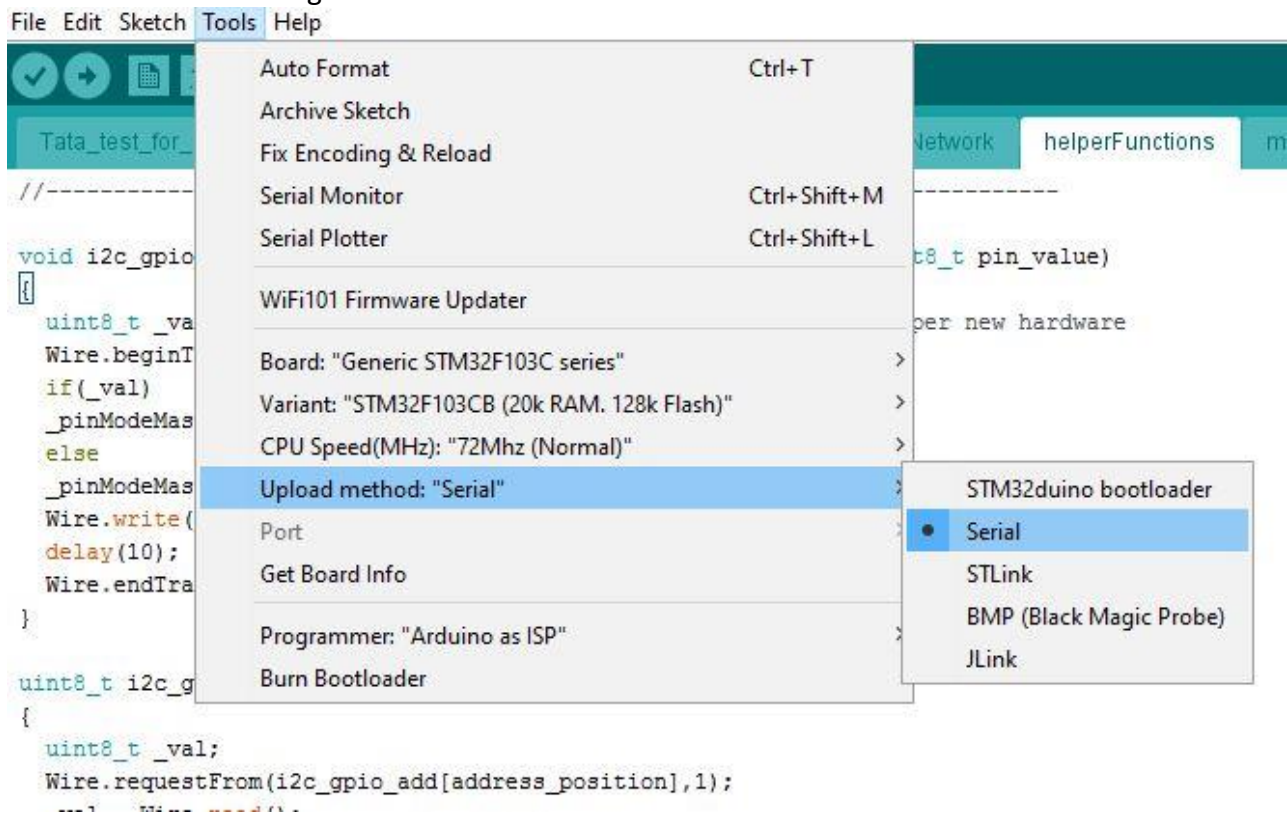 File Edit Sketch Tools Help
Auto Format Ctrl+T
Archive Sketch
Tata_test_for_ Network helperFunctions m
Fix Encoding & Reload
//-----------
Serial Monitor Ctrl+Shift+M
-----------
Serial Plotter Ctrl+Shift+L
void i2c_gpio t8_t pin_value)
{
WiFi101 Firmware Updater
uint8_t _va per new hardware
Wire.beginT
Board: "Generic STM32F103C series"
if(_val)
Variant: "STM32F103CB (20k RAM. 128k Flash)"
_pinModeMas
CPU Speed(MHz): "72Mhz (Normal)"
else
Upload method: "Serial"
_pinModeMas
STM32duino bootloader
Wire.write(
Port
Serial
delay(10);
Get Board Info
STLink
Wire.endTra
BMP (Black Magic Probe)
}
Programmer: "Arduino as ISP"
JLink
Burn Bootloader
uint8_t i2c_g
{
uint8_t _val;
Wire.requestFrom(i2c_gpio_add[address_position],1);